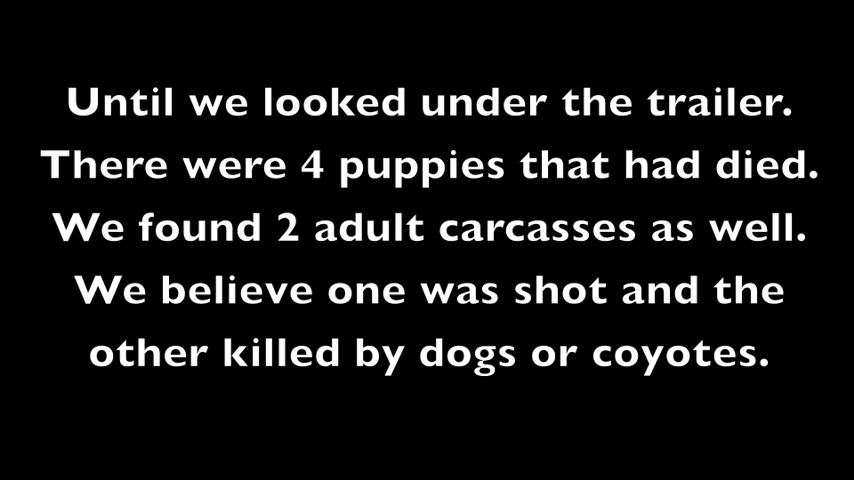 Until we looked under the trailer.
There were 4 puppies that had died.
We found 2 adult carcasses as well.
We believe one was shot and the
other killed by dogs or coyotes.